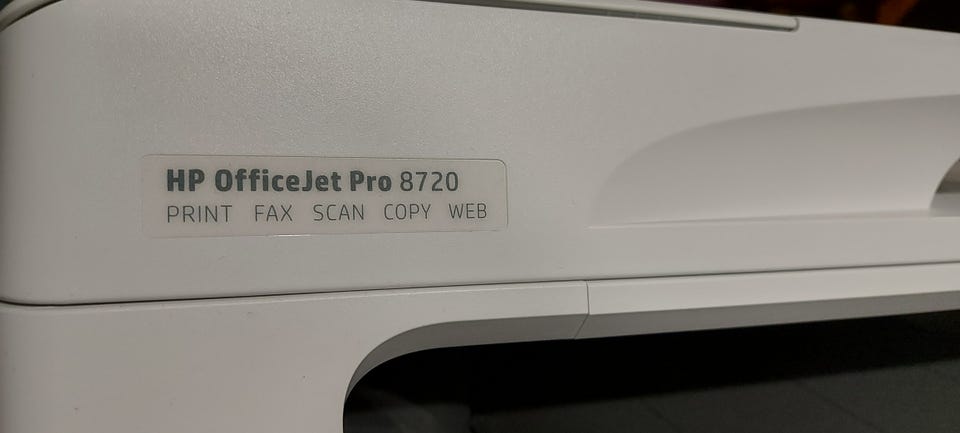 HP OfficeJet Pro 8720
PRINT FAX SCAN COPY WEB